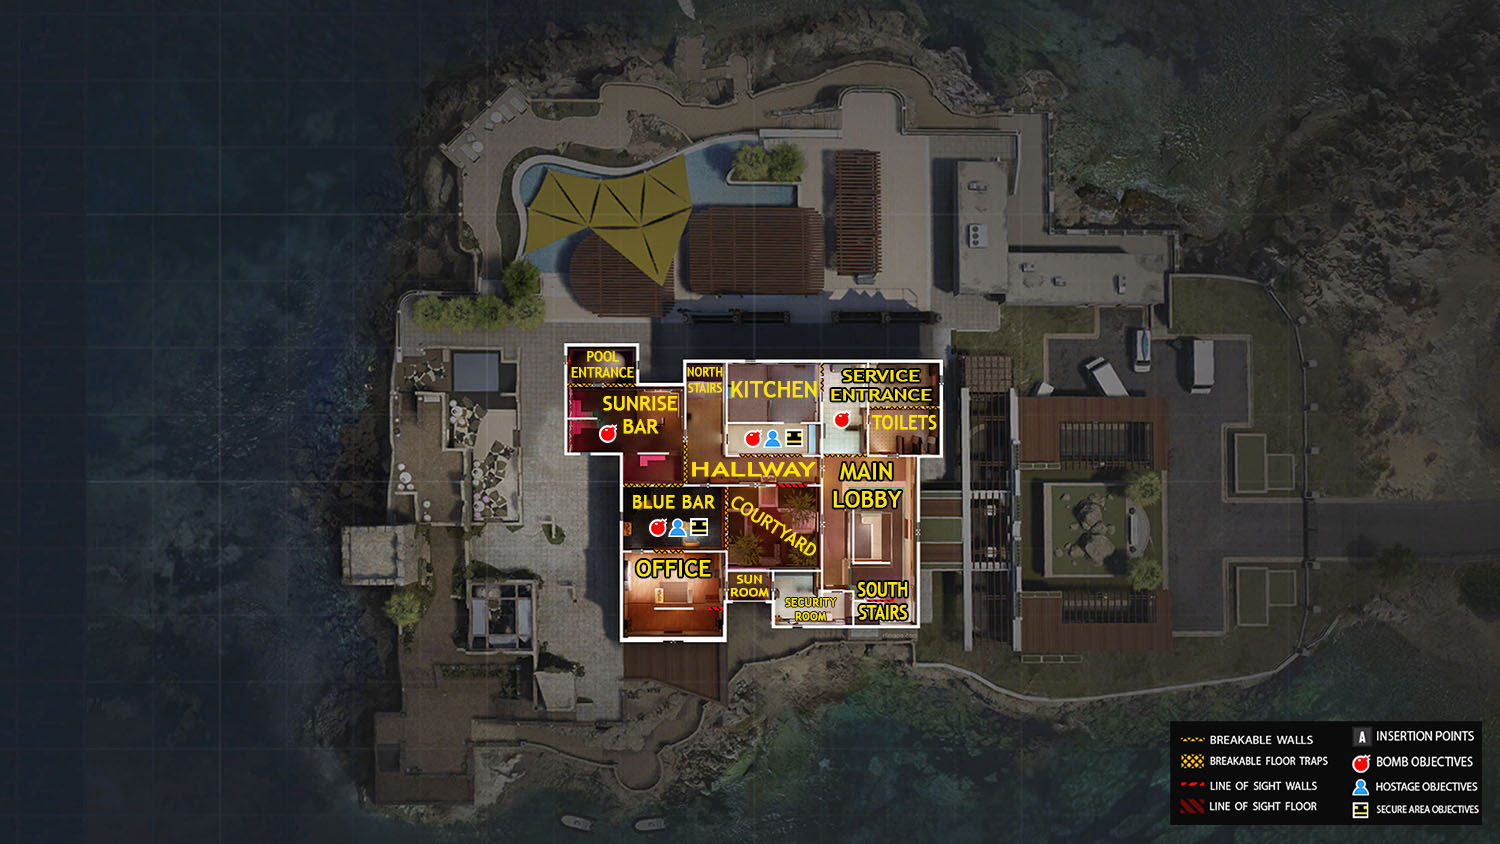 POOL
ENTRANCE
NORTH
STAIRS
KITCHEN
SERVICE
ENTRANCE
SUNRISE
BAR
TOILETS
HALLWAY
MAIN
LOBBY
BLUE BAR
COURTYARD
OFFICE
SUN
ROOM
SECURITY
ROOM
SOUTH
STAIRS
BREAKABLE WALLS
BREAKABLE FLOOR TRAPS
LINE OF SIGHT WALLS
LINE OF SIGHT FLOOR
A INSERTION POINTS
BOMB OBJECTIVES
HOSTAGE OBJECTIVES
SECURE AREA OBJECTIVES